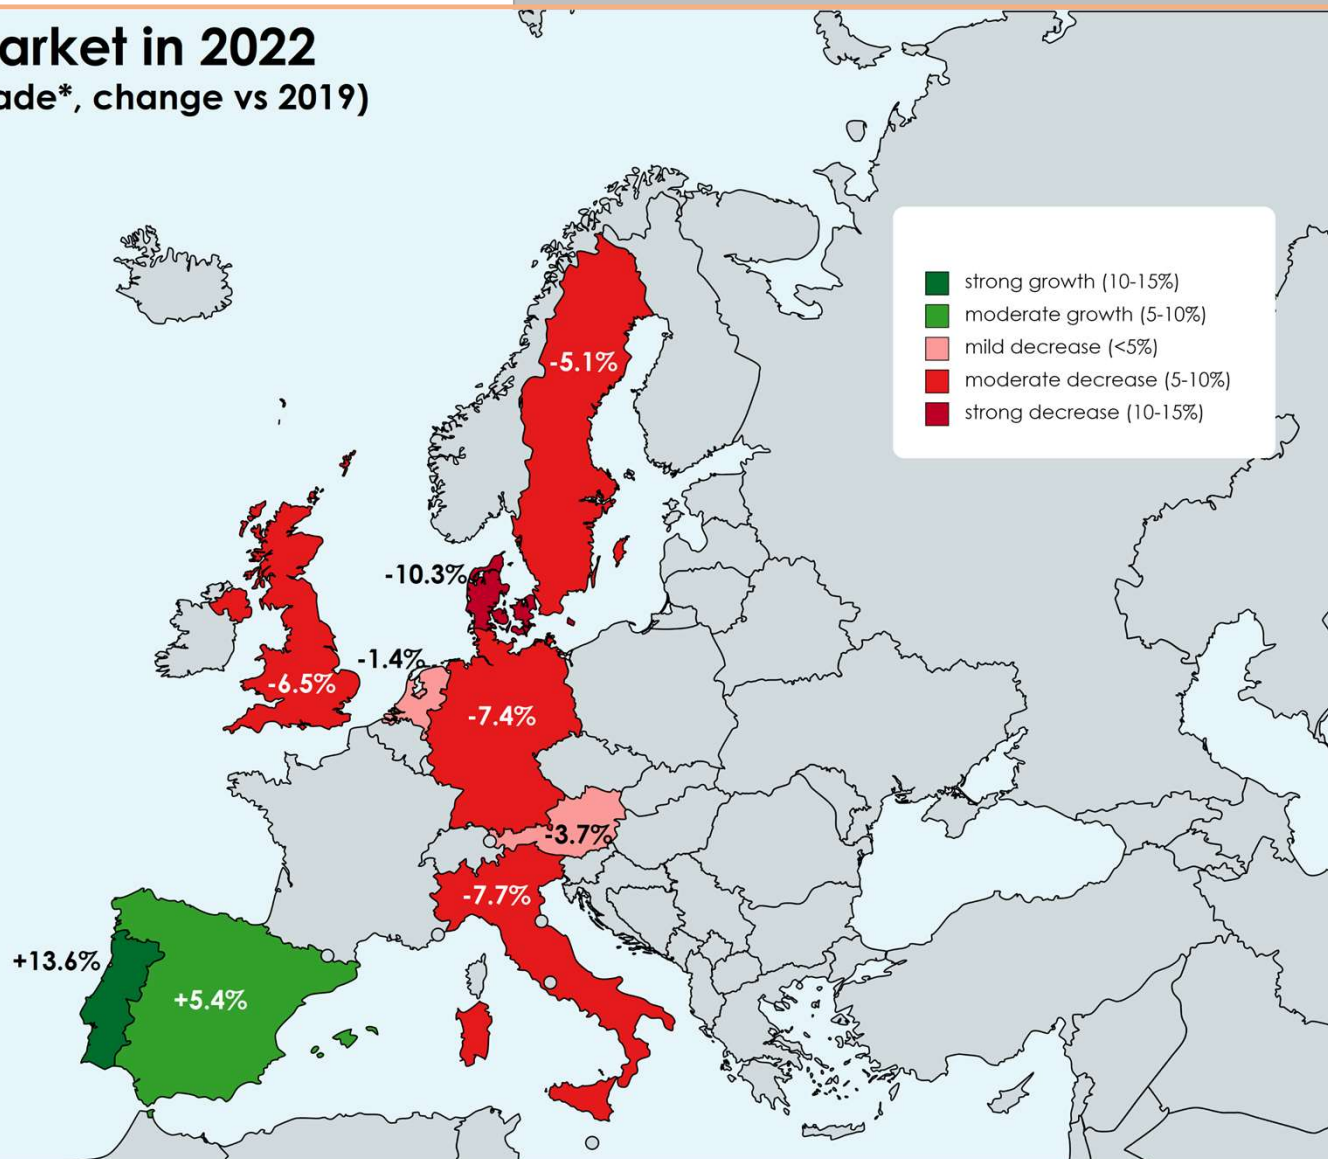 arket in 2022
ade*, change vs 2019)
strong growth (10-15%)
moderate growth (5-10%)
mild decrease (<5%)
moderate decrease (5-10%)
strong decrease (10-15%)
-5.1%
-10.3%
-1.4%
-6.5%
-7.4%
-3.7%
-7.7%
+13.6%
+5.4%